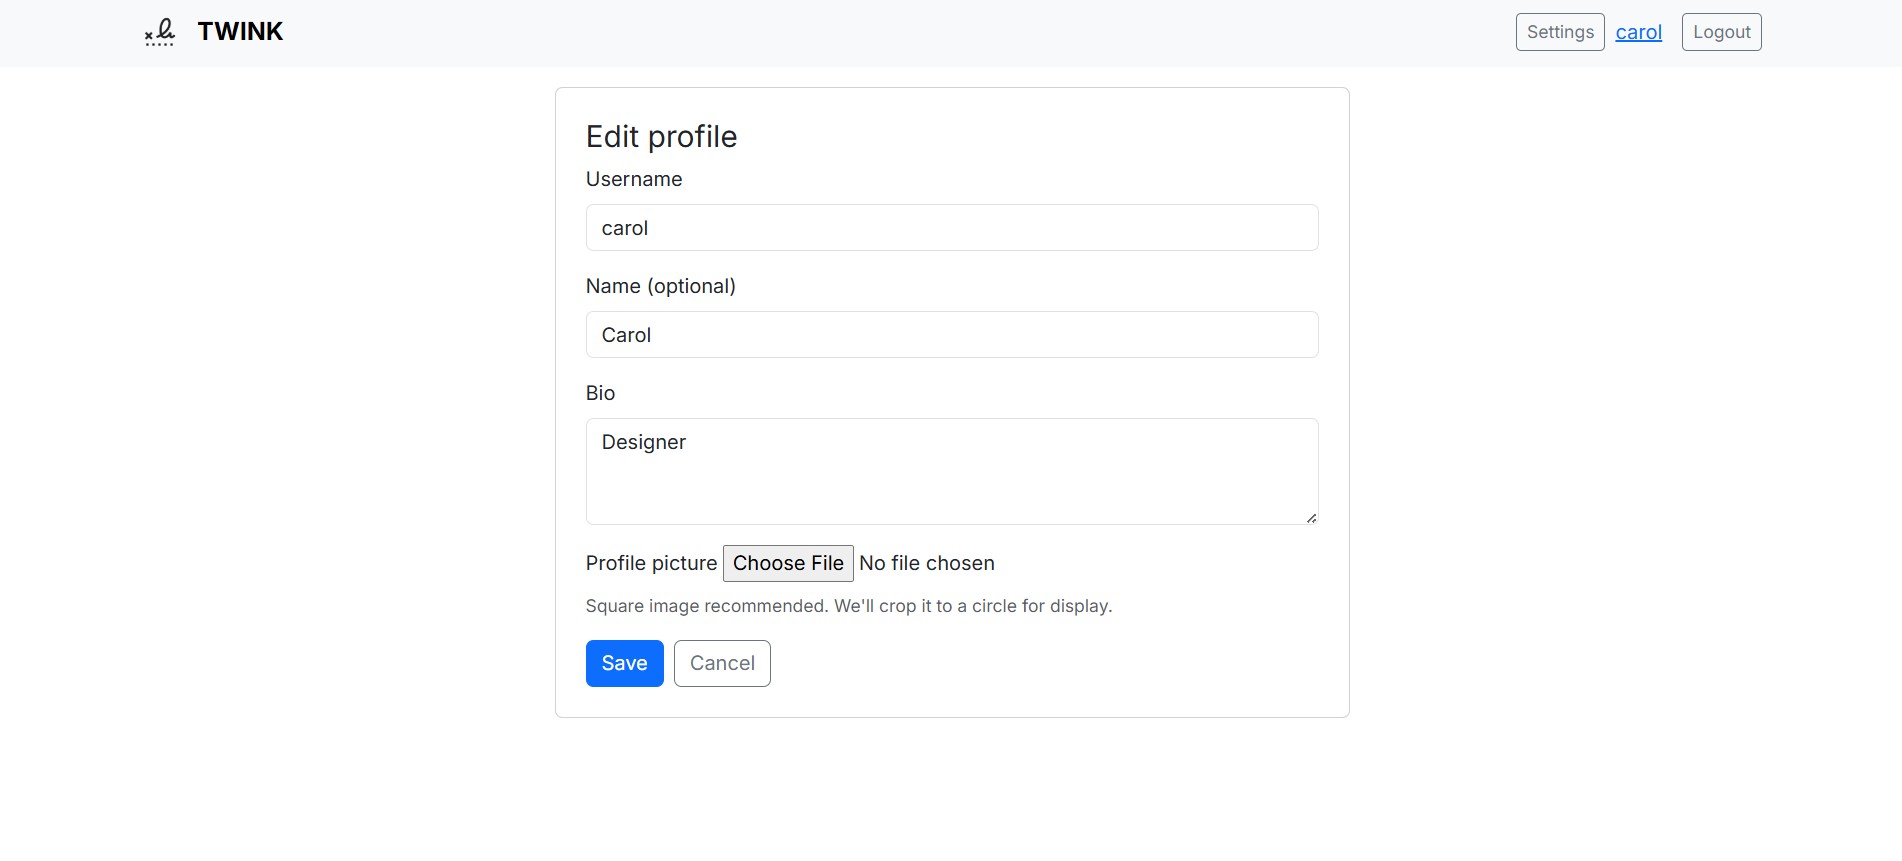 TWINK
Settings carol Logout
Edit profile
Username
carol
Name (optional)
Carol
Bio
Designer
Profile picture Choose File No file chosen
Square image recommended. We'll crop it to a circle for display.
Save Cancel